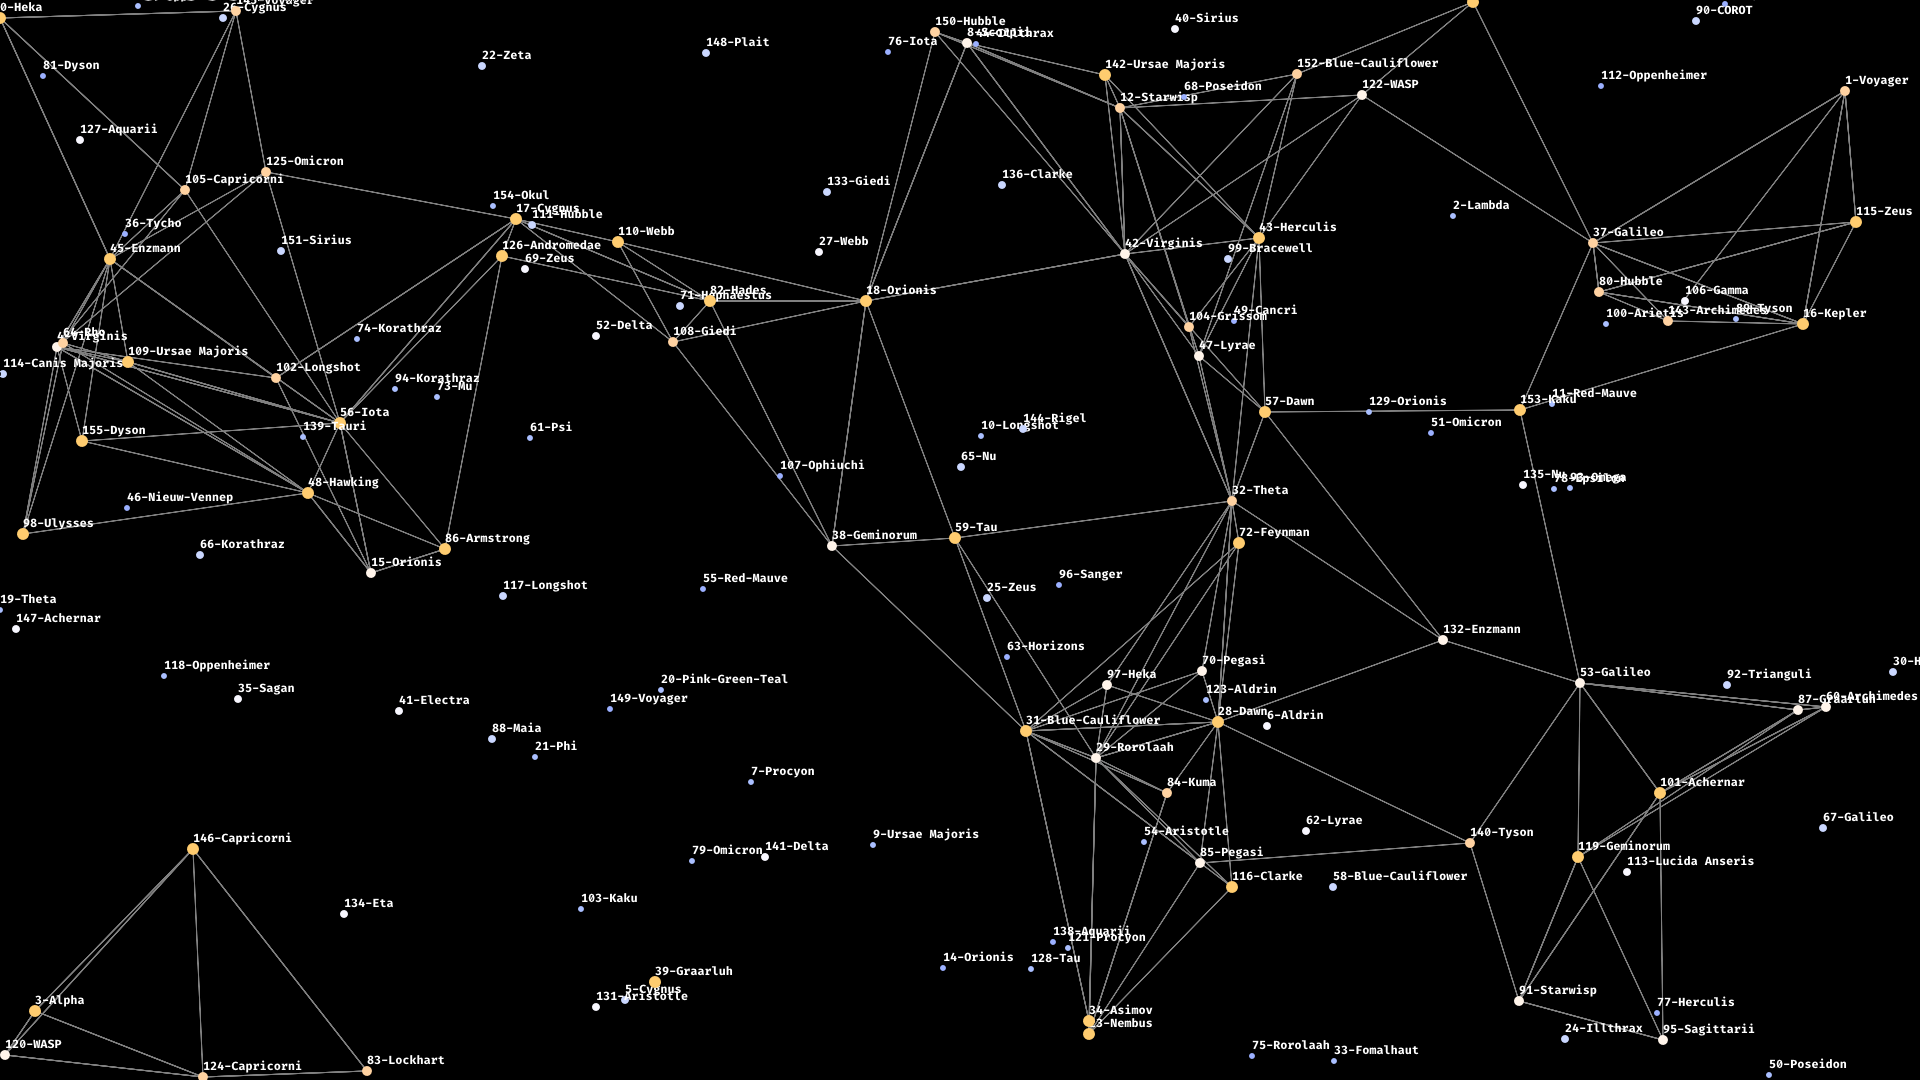 0-Heka
26-Cygnus
150-Hubble
40-Sirius
90-COROT
76-Iota
148-Plait
22-Zeta
81-Dyson
142-Ursae Majoris
152-Blue-Cauliflower
122-WASP
112-Oppenheimer
1-Voyager
68-Poseidon
12-Starwisp
127-Aquarii
125-Omicron
105-Capricorni
133-Giedi
136-Clarke
154-Okul
17-Cygnus
111-Hubble
2-Lambda
115-Zeus
36-Tycho
151-Sirius
45-Enzmann
126-Andromedae
69-Zeus
110-Webb
27-Webb
42-Virginis
43-Herculis
99-Bracewell
37-Galileo
80-Hubble
106-Gamma
82-Hades
71-Hephaestus
18-Orionis
49-Cancri
104-Grissom
100-Arietis
143-Archimedes
89-Tyson
16-Kepler
52-Delta
108-Giedi
74-Korathraz
64-Rho
47-Lyrae
109-Ursae Majoris
114-Canis Majoris
102-Longshot
94-Korathraz
73-Mu
56-Iota
139-Tauri
155-Dyson
61-Psi
57-Dawn
129-Orionis
153-Kaku
11-Red-Mauve
51-Omicron
144-Rigel
10-Longshot
65-Nu
107-Ophiuchi
48-Hawking
46-Nieuw-Vennep
98-Ulysses
32-Theta
135-Nu
78-Epsilon
59-Tau
72-Feynman
38-Geminorum
86-Armstrong
66-Korathraz
15-Orionis
117-Longshot
55-Red-Mauve
25-Zeus
96-Sanger
19-Theta
147-Achernar
132-Enzmann
63-Horizons
118-Oppenheimer
35-Sagan
41-Electra
20-Pink-Green-Teal
149-Voyager
97-Heka
70-Pegasi
123-Aldrin
53-Galileo
92-Trianguli
30-H
87-Graarluh
60-Archimedes
28-Dawn
6-Aldrin
31-Blue-Cauliflower
29-Rorolaah
88-Maia
21-Phi
7-Procyon
84-Kuma
101-Achernar
67-Galileo
62-Lyrae
54-Aristotle
9-Ursae Majoris
146-Capricorni
79-Omicron
141-Delta
85-Pegasi
140-Tyson
119-Geminorum
113-Lucida Anseris
116-Clarke
58-Blue-Cauliflower
134-Eta
103-Kaku
138-Aquarii
121-Procyon
14-Orionis
128-Tau
39-Graarluh
5-Cygnus
131-Aristotle
3-Alpha
91-Starwisp
77-Herculis
34-Asimov
24-Illthrax
95-Sagittarii
120-WASP
75-Rorolaah
33-Fomalhaut
124-Capricorni
83-Lockhart
50-Poseidon